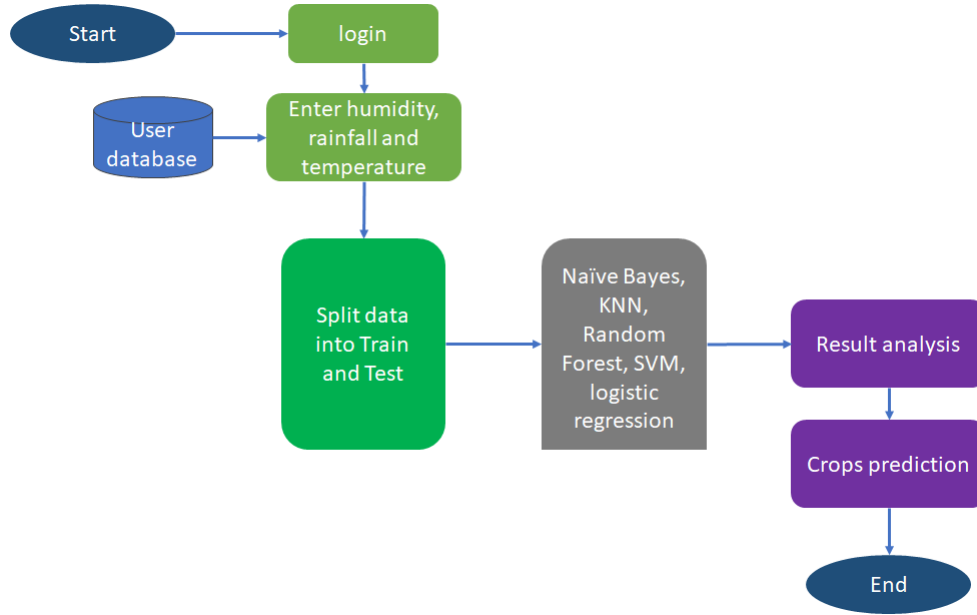 Start
login
Enter humidity,
rainfall and
temperature
User
database
Split data
into Train
and Test
Naïve Bayes,
KNN,
Random
Forest, SVM,
logistic
regression
Result analysis
Crops prediction
End